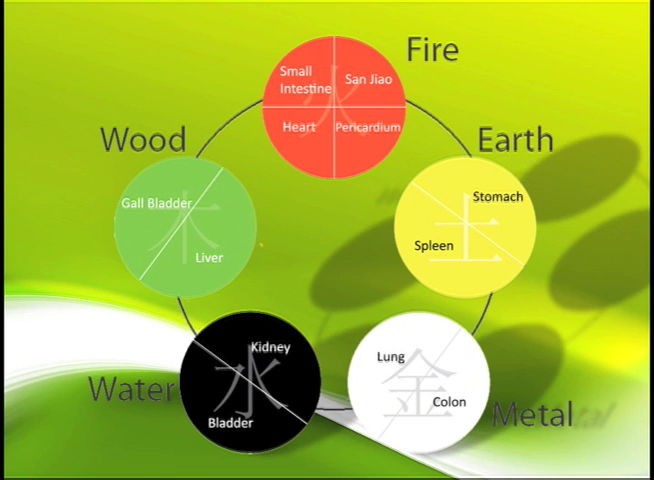 Fire
Small
Intestine
San Jiao
Heart
Pericardium
火
Wood
Gall Bladder
Liver
木
Earth
Stomach
Spleen
土
Water
Kidney
Bladder
水
Metal
Lung
Colon
金